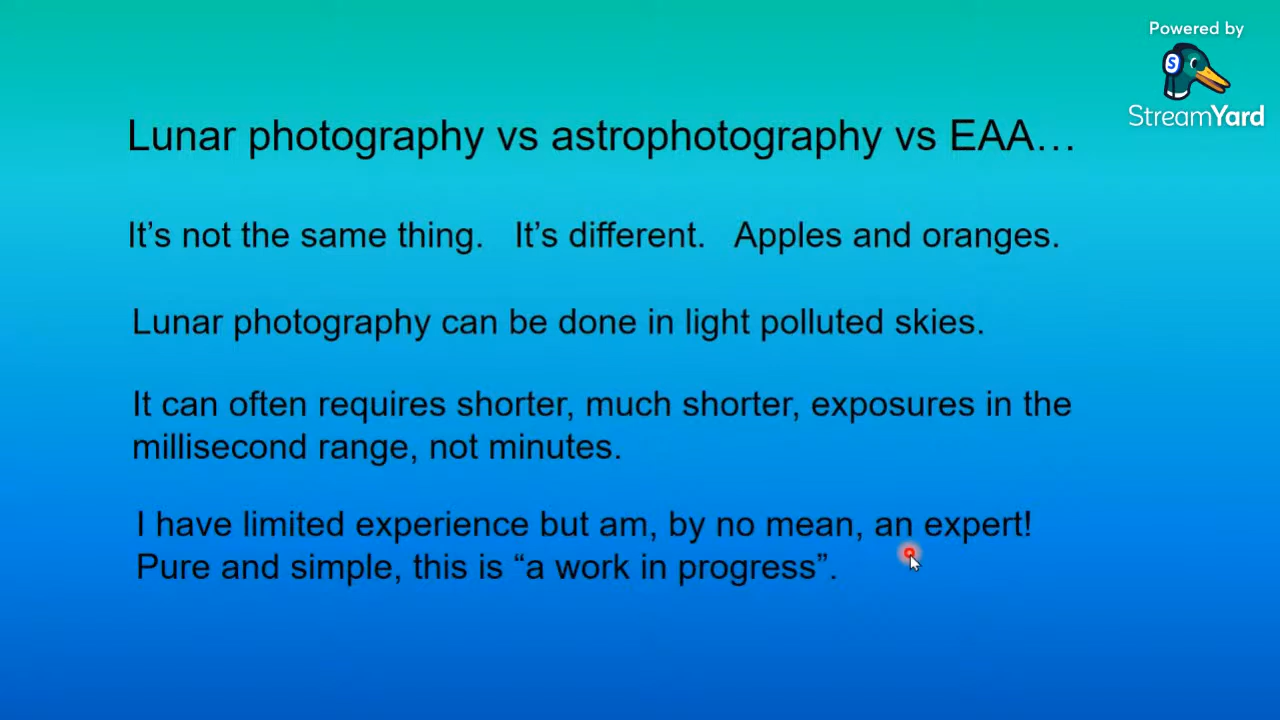 Powered by
StreamYard
Lunar photography vs astrophotography vs EAA…
It’s not the same thing. It’s different. Apples and oranges.
Lunar photography can be done in light polluted skies.
It can often requires shorter, much shorter, exposures in the
millisecond range, not minutes.
I have limited experience but am, by no mean, an expert!
Pure and simple, this is “a work in progress”.